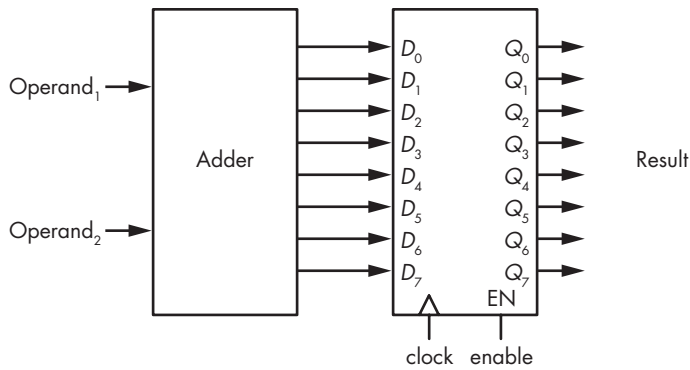 Operand₁
Operand₂
Adder
D₀ Q₀
D₁ Q₁
D₂ Q₂
D₃ Q₃
D₄ Q₄
D₅ Q₅
D₆ Q₆
D₇ Q₇
EN
clock enable
Result